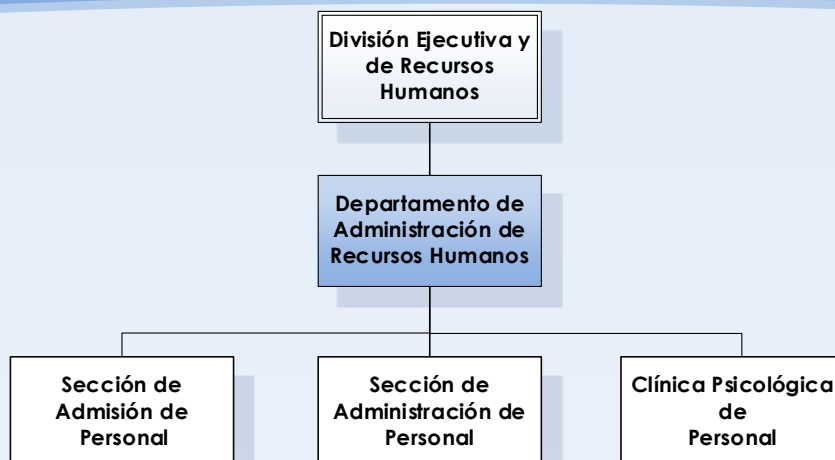 División Ejecutiva y
de Recursos
Humanos
Departamento de
Administración de
Recursos Humanos
Sección de
Admisión de
Personal
Sección de
Administración de
Personal
Clínica Psicológica
de
Personal